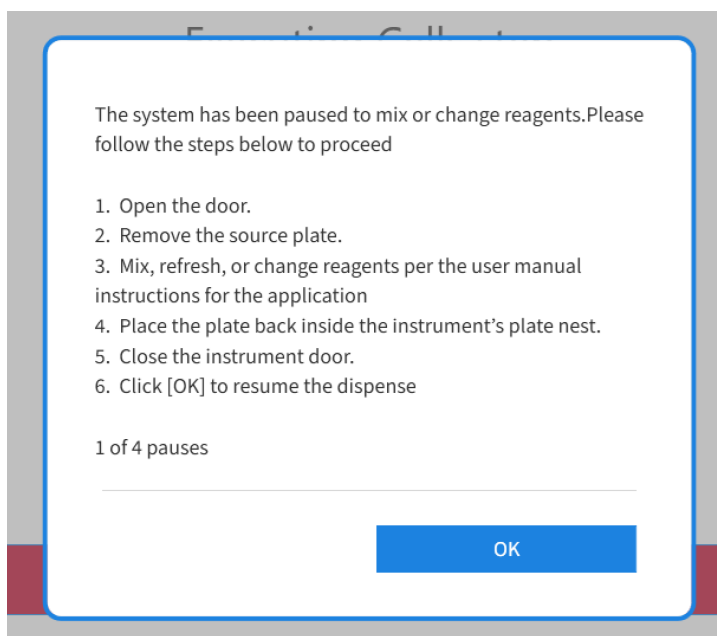 The system has been paused to mix or change reagents.Please
follow the steps below to proceed
1. Open the door.
2. Remove the source plate.
3. Mix, refresh, or change reagents per the user manual
instructions for the application
4. Place the plate back inside the instrument’s plate nest.
5. Close the instrument door.
6. Click [OK] to resume the dispense
1 of 4 pauses
OK